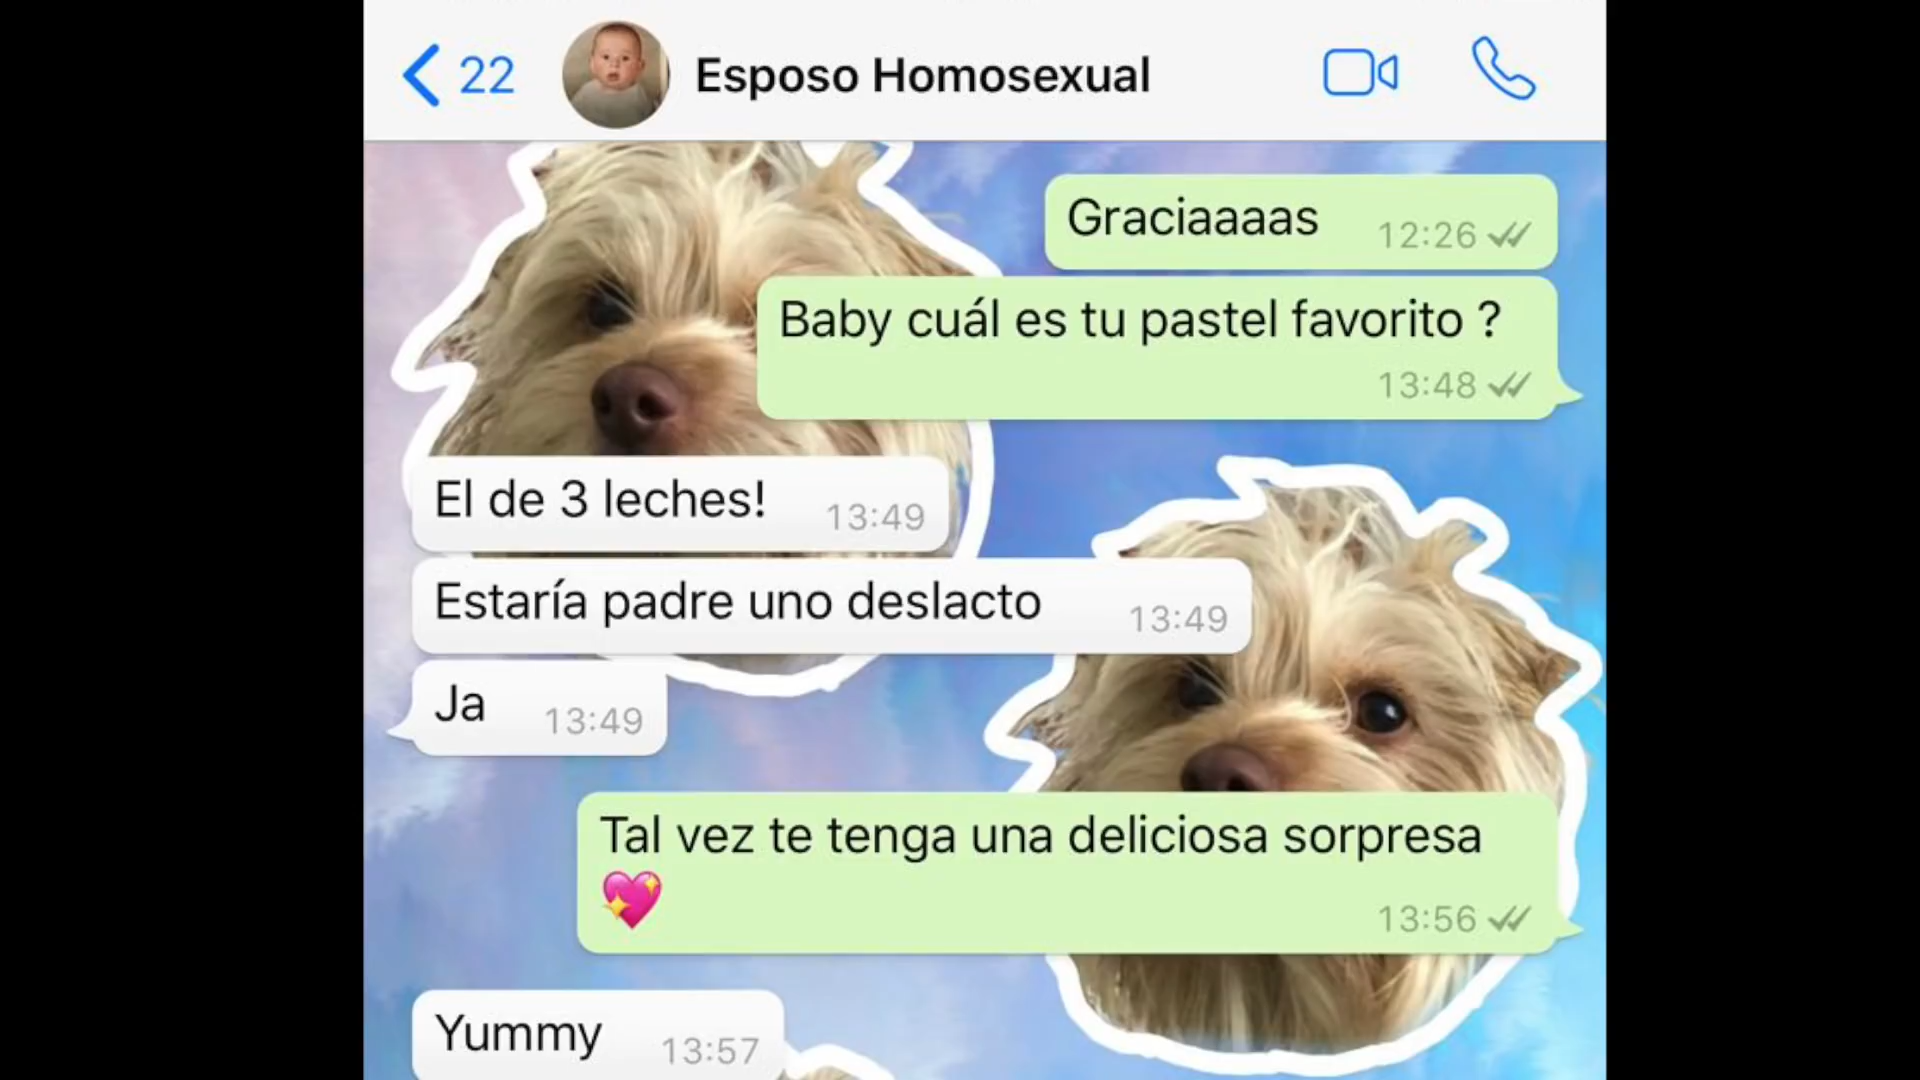 22
Esposo Homosexual
Graciaaaas
12:26
Baby cuál es tu pastel favorito ?
13:48
El de 3 leches!
13:49
Estaría padre uno deslacto
13:49
Ja
13:49
Tal vez te tenga una deliciosa sorpresa
💖
13:56
Yummy
13:57